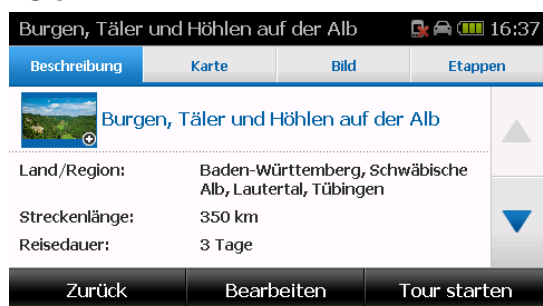 Burgen, Täler und Höhlen auf der Alb 16:37
Beschreibung Karte Bild Etappen
Burgen, Täler und Höhlen auf der Alb
Land/Region: Baden-Württemberg, Schwäbische
Alb, Lautertal, Tübingen
Streckenlänge: 350 km
Reisedauer: 3 Tage
Zurück Bearbeiten Tour starten